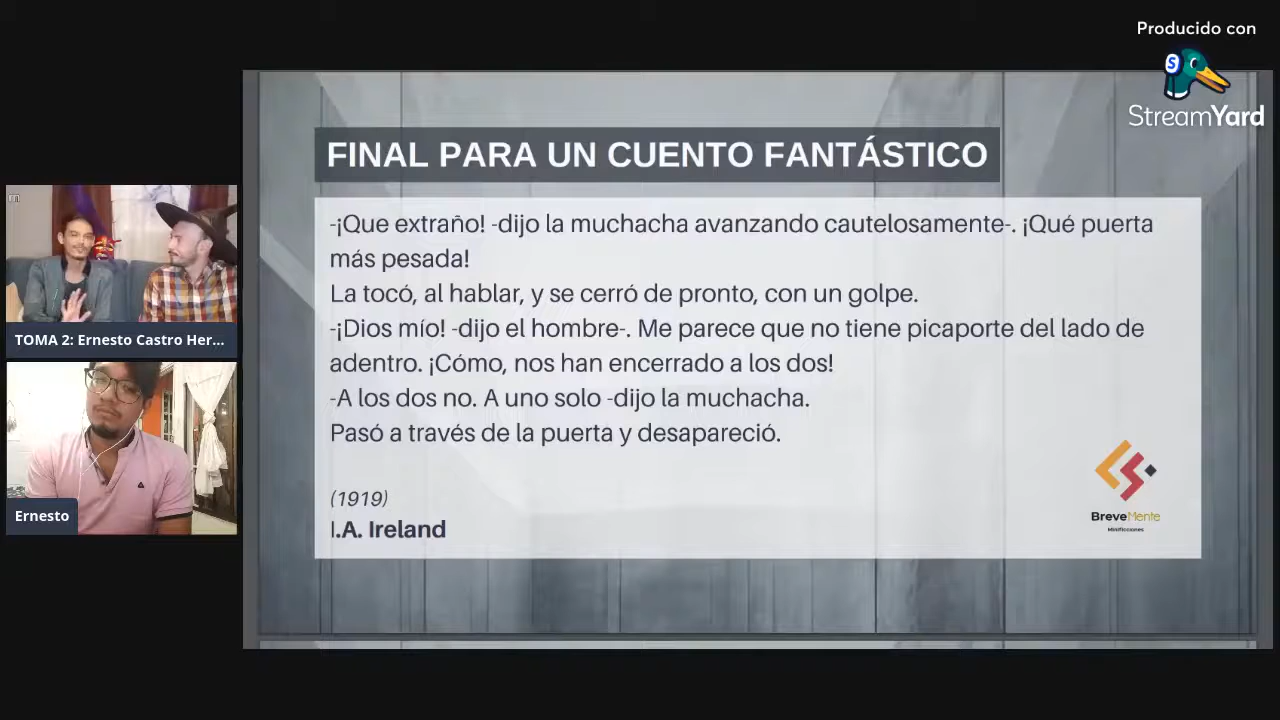 Producido con
StreamYard
FINAL PARA UN CUENTO FANTÁSTICO
-¡Que extraño! -dijo la muchacha avanzando cautelosamente-. ¡Qué puerta
más pesada!
La tocó, al hablar, y se cerró de pronto, con un golpe.
-¡Dios mío! -dijo el hombre-. Me parece que no tiene picaporte del lado de
adentro. ¡Cómo, nos han encerrado a los dos!
-A los dos no. A uno solo -dijo la muchacha.
Pasó a través de la puerta y desapareció.
(1919)
I.A. Ireland
BreveMente
Minificciones
TOMA 2: Ernesto Castro Her...
Ernesto